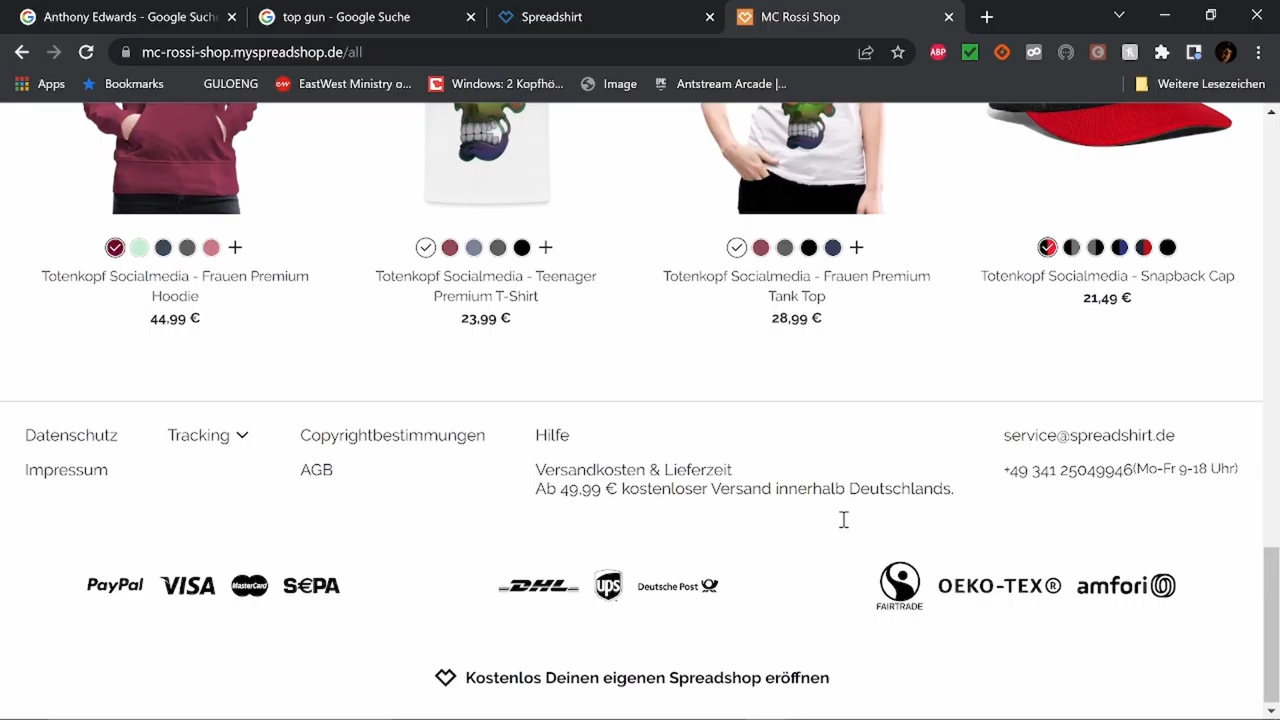 Anthony Edwards - Google Suche
top gun - Google Suche
Spreadshirt
MC Rossi Shop
mc-rossi-shop.myspreadshop.de/all
ABP
Apps
Bookmarks
GULOENG
EastWest Ministry o...
Windows: 2 Kopfho...
Image
Antstream Arcade |...
Weitere Lesezeichen
Totenkopf Socialmedia - Frauen Premium
Hoodie
44,99 €
Totenkopf Socialmedia - Teenager
Premium T-Shirt
23,99 €
Totenkopf Socialmedia - Frauen Premium
Tank Top
28,99 €
Totenkopf Socialmedia - Snapback Cap
21,49 €
Datenschutz
Tracking
Copyrightbestimmungen
Hilfe
service@spreadshirt.de
Impressum
AGB
Versandkosten & Lieferzeit
Ab 49.99 € kostenloser Versand innerhalb Deutschlands.
+49 341 25049946(Mo-Fr 9-18 Uhr)
PayPal
VISA
MasterCard
S€PA
DHL
ups
Deutsche Post
FAIRTRADE
OEKO-TEX®
amfori
Kostenlos Deinen eigenen Spreadshop eröffnen